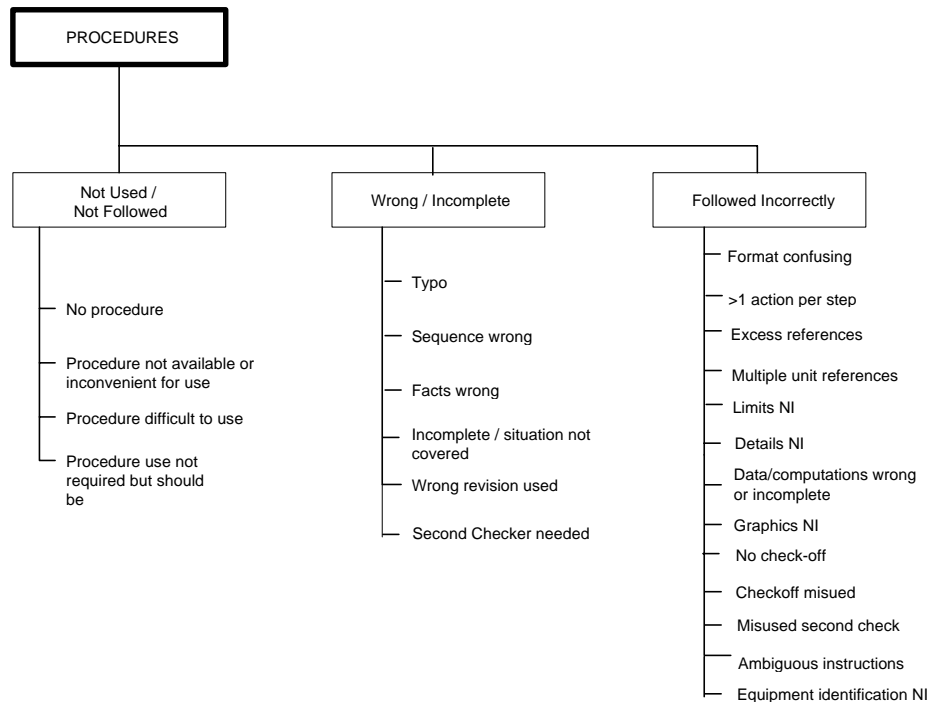 PROCEDURES
Not Used /
Not Followed
No procedure
Procedure not available or
inconvenient for use
Procedure difficult to use
Procedure use not
required but should
be
Wrong / Incomplete
Typo
Sequence wrong
Facts wrong
Incomplete / situation not
covered
Wrong revision used
Second Checker needed
Followed Incorrectly
Format confusing
>1 action per step
Excess references
Multiple unit references
Limits NI
Details NI
Data/computations wrong
or incomplete
Graphics NI
No check-off
Checkoff misued
Misused second check
Ambiguous instructions
Equipment identification NI